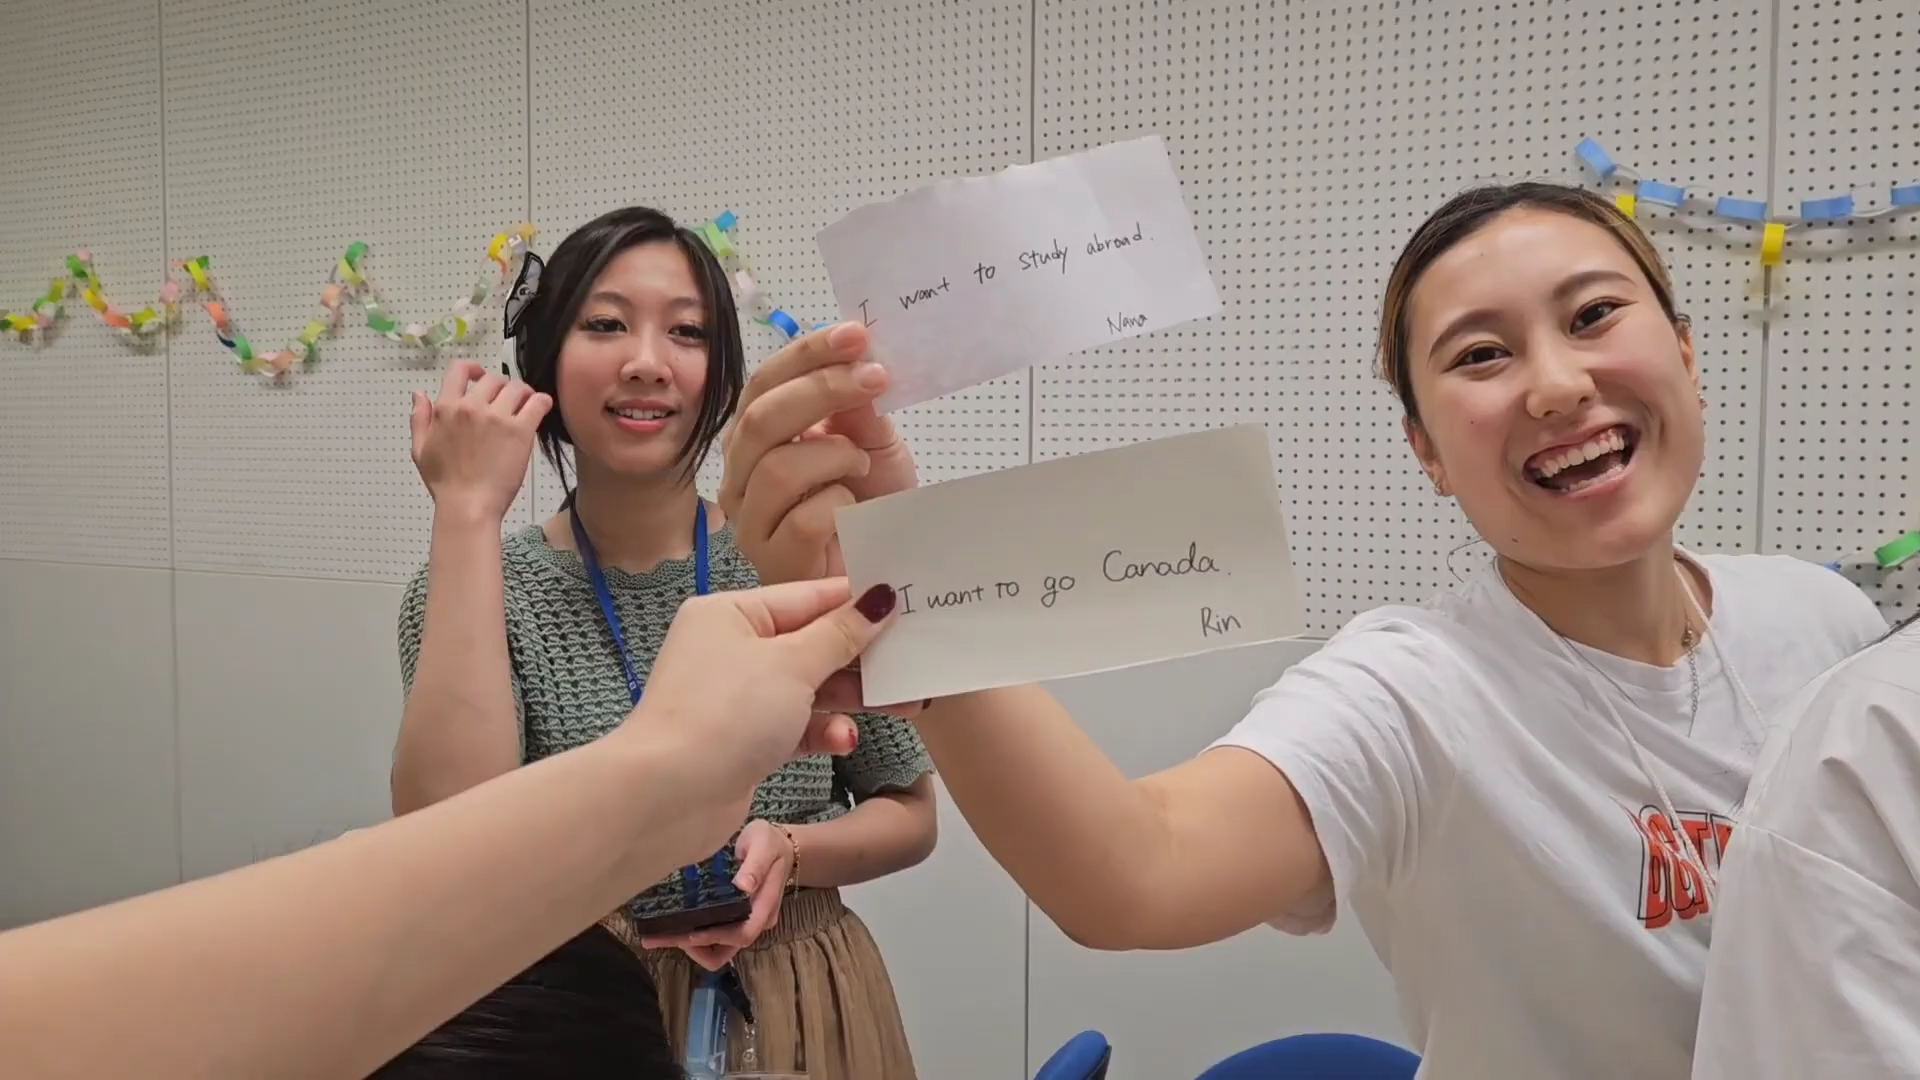 I want to study abroad.
Nana
I want to go Canada.
Rin